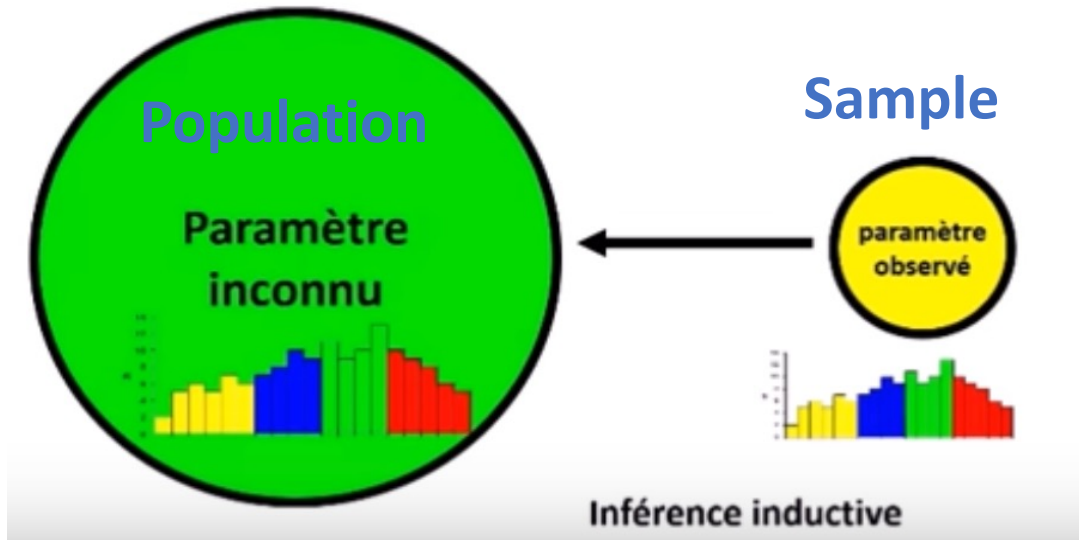 Population
Sample
Paramètre
inconnu
paramètre
observé
Inférence inductive